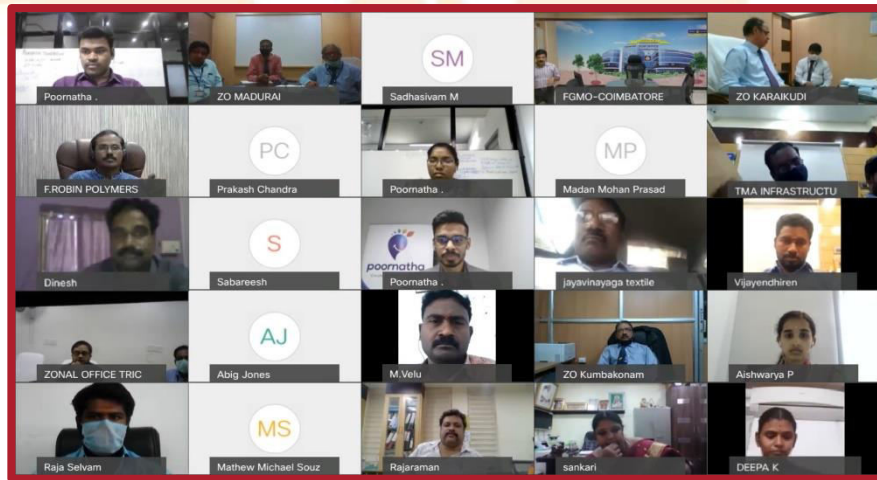 Poornatha .
ZO MADURAI
SM
Sadhasivam M
FGMO-COIMBATORE
ZO KARAIKUDI
F.ROBIN POLYMERS
PC
Prakash Chandra
Poornatha .
MP
Madan Mohan Prasad
TMA INFRASTRUCTU
Dinesh
S
Sabareesh
poornatha
Poornatha .
jayavinayaga textile
Vijayendhiren
ZONAL OFFICE TRIC
AJ
Abig Jones
M.Velu
ZO Kumbakonam
Aishwarya P
Raja Selvam
MS
Mathew Michael Souz
Rajaraman
sankari
DEEPA K